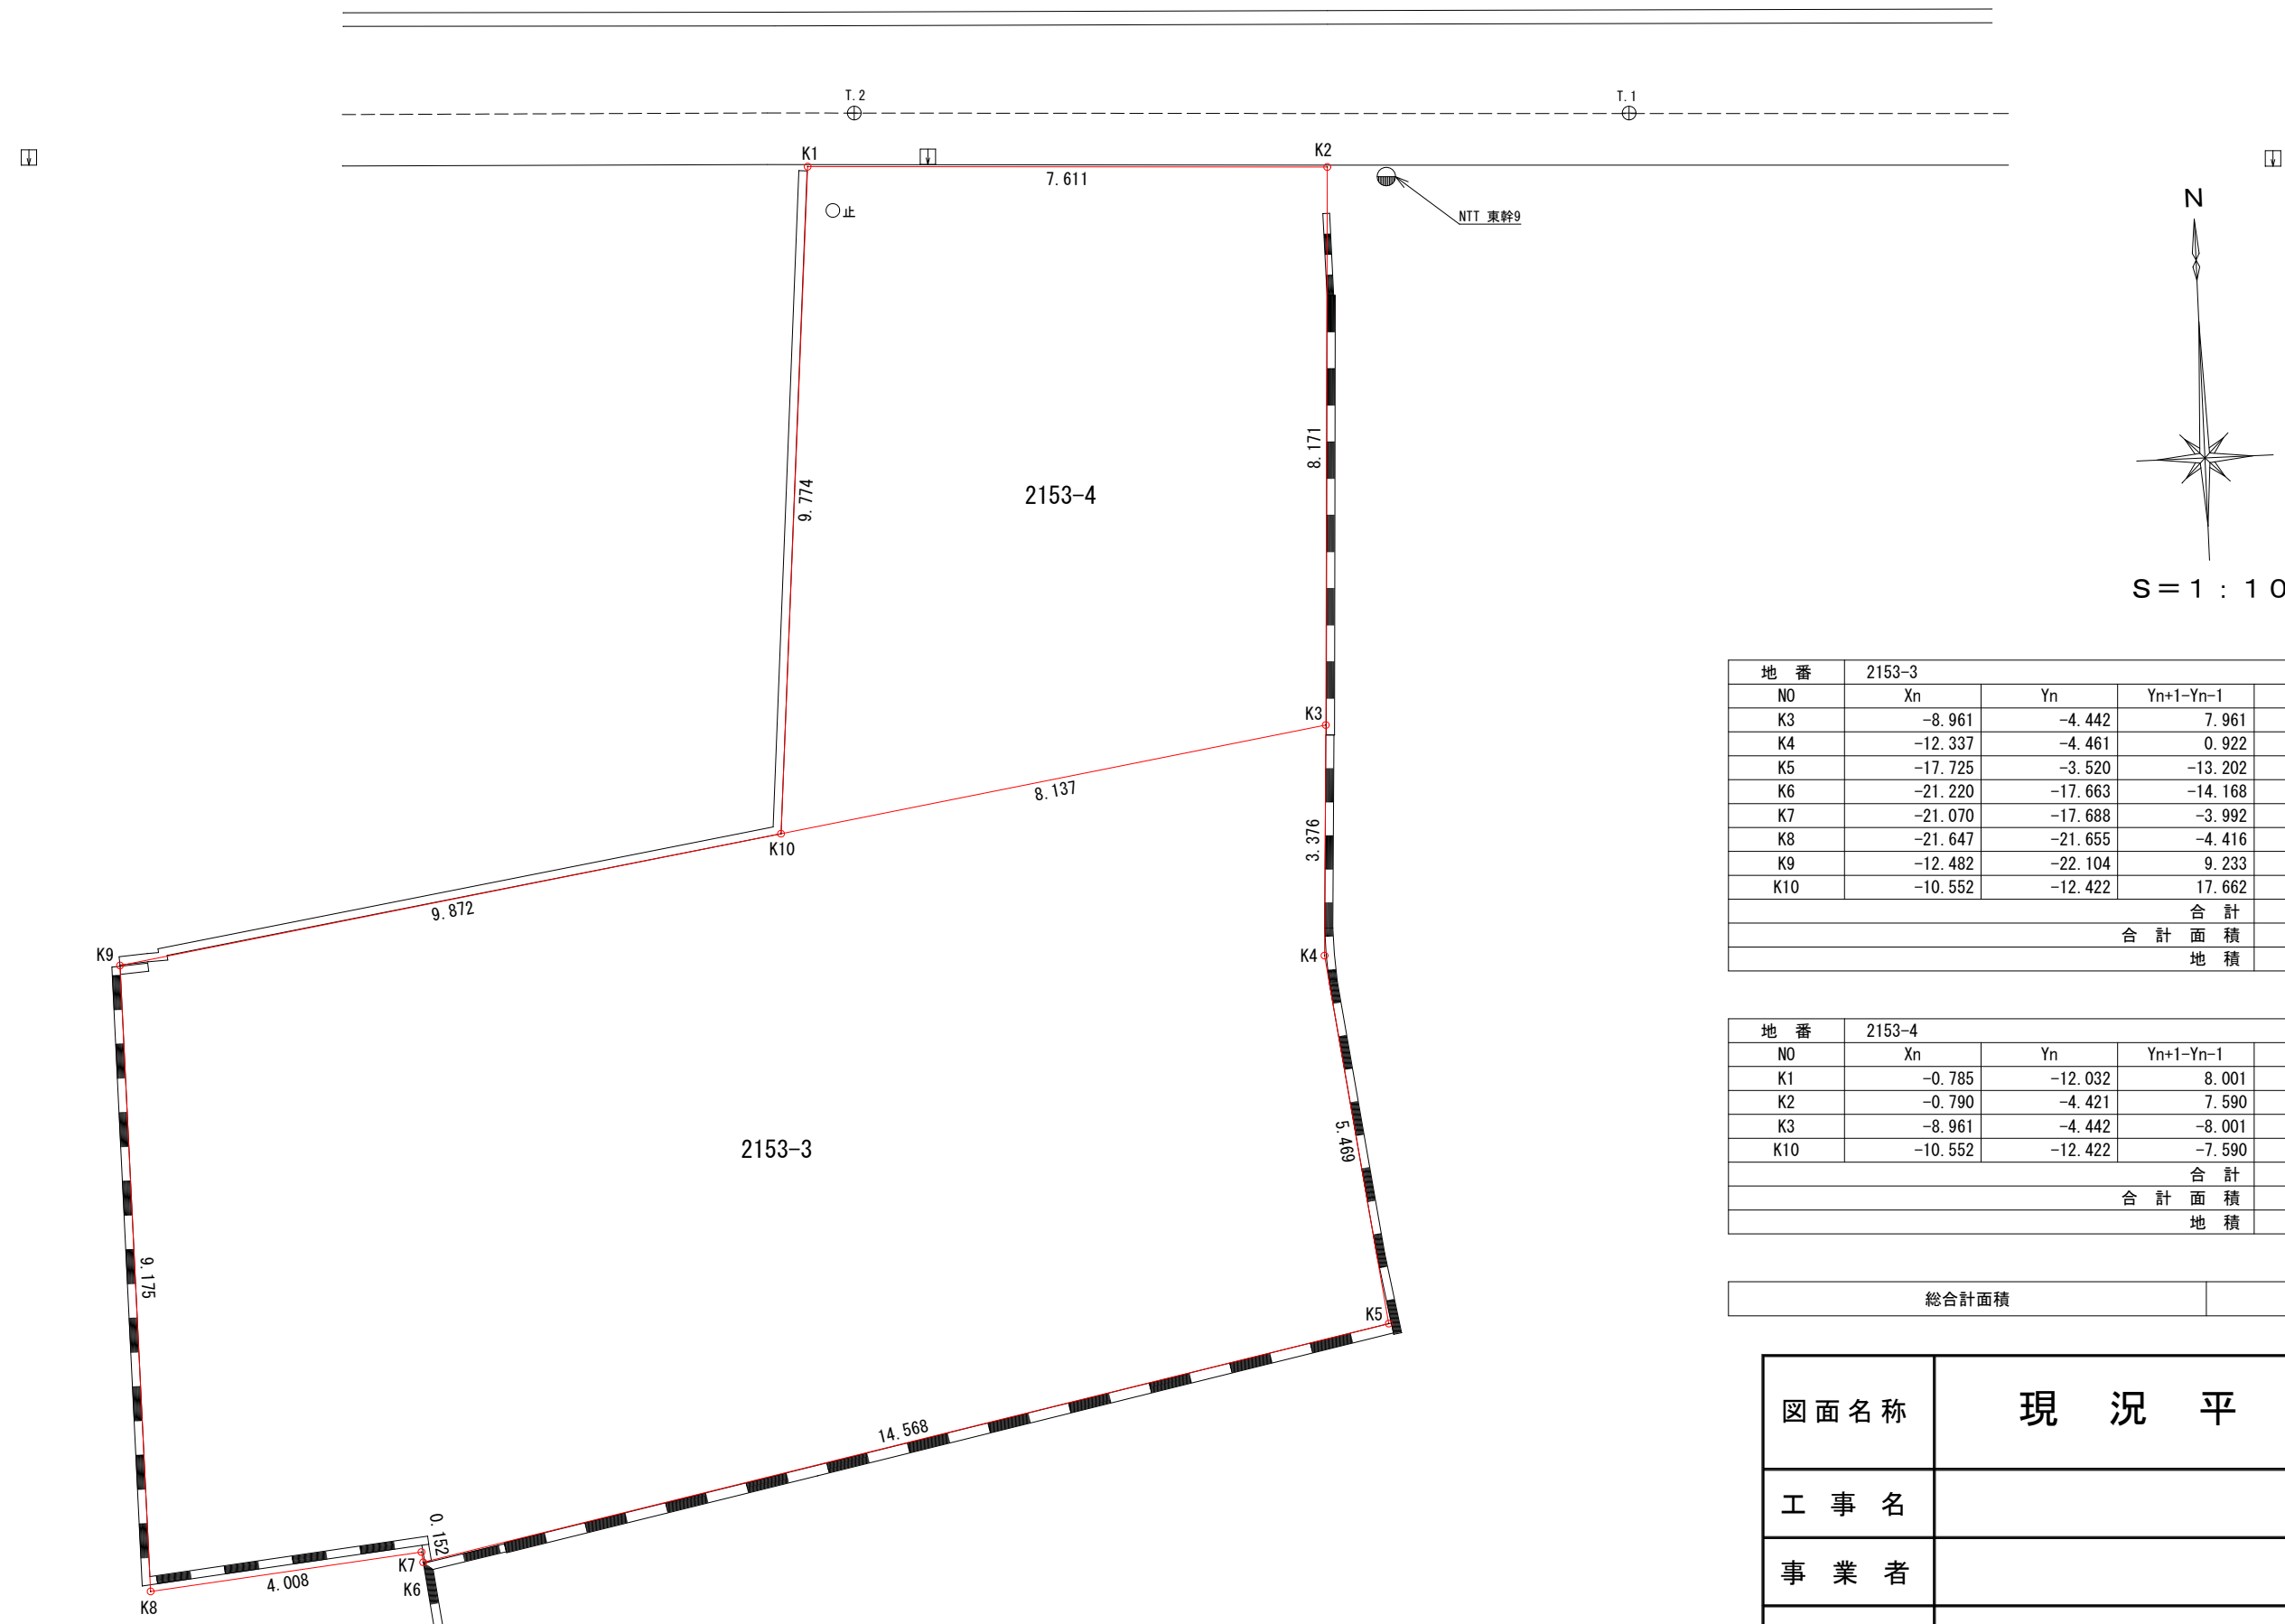 T.2
T.1
K1
K2
7.611
止
NTT 東幹9
N
9.774
8.171
2153-4
S=1:10
K3
8.137
K10
3.376
9.872
K9
K4
2153-3
5.469
9.175
K5
14.568
0.152
K7
4.008
K6
K8
地 番 2153-3
NO Xn Yn Yn+1-Yn-1
K3 -8.961 -4.442 7.961
K4 -12.337 -4.461 0.922
K5 -17.725 -3.520 -13.202
K6 -21.220 -17.663 -14.168
K7 -21.070 -17.688 -3.992
K8 -21.647 -21.655 -4.416
K9 -12.482 -22.104 9.233
K10 -10.552 -12.422 17.662
合 計
合 計 面 積
地 積
地 番 2153-4
NO Xn Yn Yn+1-Yn-1
K1 -0.785 -12.032 8.001
K2 -0.790 -4.421 7.590
K3 -8.961 -4.442 -8.001
K10 -10.552 -12.422 -7.590
合 計
合 計 面 積
地 積
総合計面積
図面名称 現 況 平
工 事 名
事 業 者